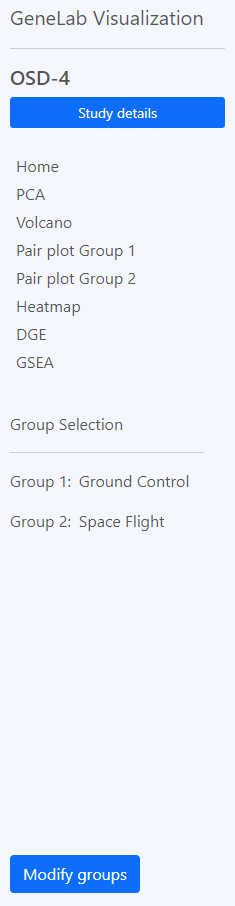 GeneLab Visualization
OSD-4
Study details
Home
PCA
Volcano
Pair plot Group 1
Pair plot Group 2
Heatmap
DGE
GSEA
Group Selection
Group 1: Ground Control
Group 2: Space Flight
Modify groups